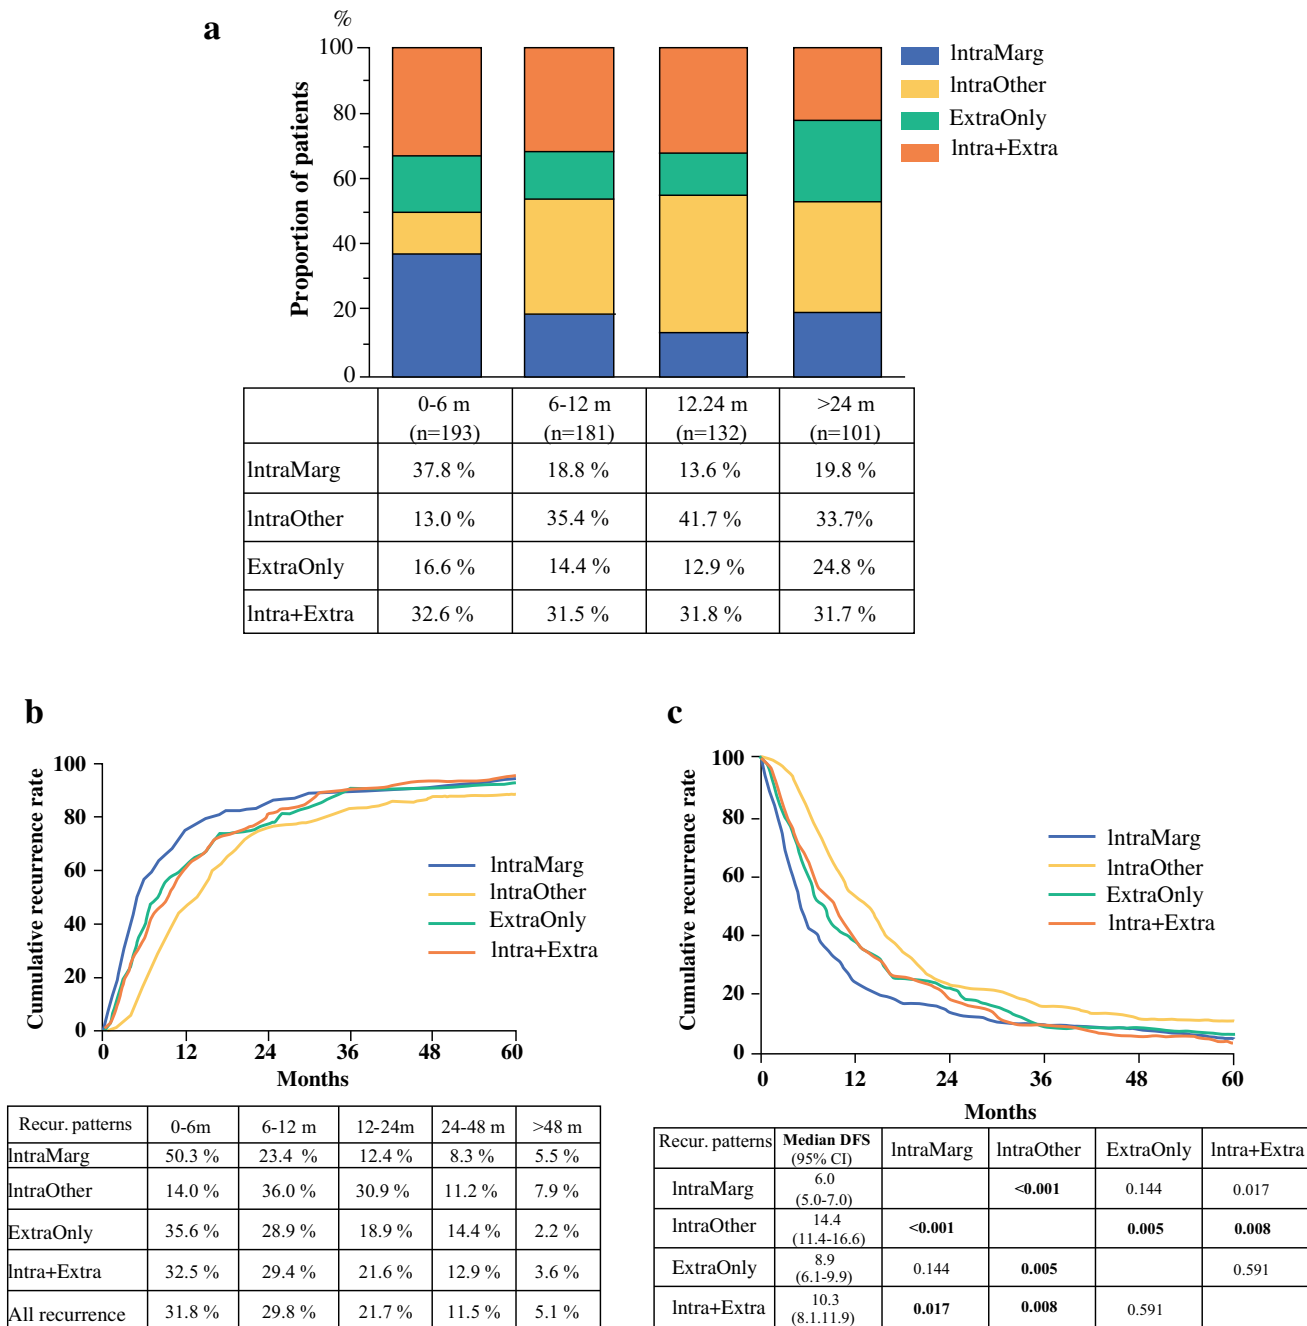 a
%
100
80
60
40
20
0
Proportion of patients
lntraMarg
lntraOther
ExtraOnly
lntra+Extra
0-6 m 6-12 m 12.24 m >24 m
(n=193) (n=181) (n=132) (n=101)
lntraMarg 37.8 % 18.8 % 13.6 % 19.8 %
lntraOther 13.0 % 35.4 % 41.7 % 33.7%
ExtraOnly 16.6 % 14.4 % 12.9 % 24.8 %
lntra+Extra 32.6 % 31.5 % 31.8 % 31.7 %
b
100
80
60
40
20
0
Cumulative recurrence rate
0 12 24 36 48 60
Months
lntraMarg
lntraOther
ExtraOnly
lntra+Extra
Recur. patterns 0-6m 6-12 m 12-24m 24-48 m >48 m
lntraMarg 50.3 % 23.4 % 12.4 % 8.3 % 5.5 %
lntraOther 14.0 % 36.0 % 30.9 % 11.2 % 7.9 %
ExtraOnly 35.6 % 28.9 % 18.9 % 14.4 % 2.2 %
lntra+Extra 32.5 % 29.4 % 21.6 % 12.9 % 3.6 %
All recurrence 31.8 % 29.8 % 21.7 % 11.5 % 5.1 %
c
100
80
60
40
20
0
Cumulative recurrence rate
0 12 24 36 48 60
Months
lntraMarg
lntraOther
ExtraOnly
lntra+Extra
Recur. patterns Median DFS lntraMarg lntraOther ExtraOnly lntra+Extra
(95% CI)
lntraMarg 6.0 <0.001 0.144 0.017
(5.0-7.0)
lntraOther 14.4 <0.001 0.005 0.008
(11.4-16.6)
ExtraOnly 8.9 0.144 0.005 0.591
(6.1-9.9)
lntra+Extra 10.3 0.017 0.008 0.591
(8.1.11.9)